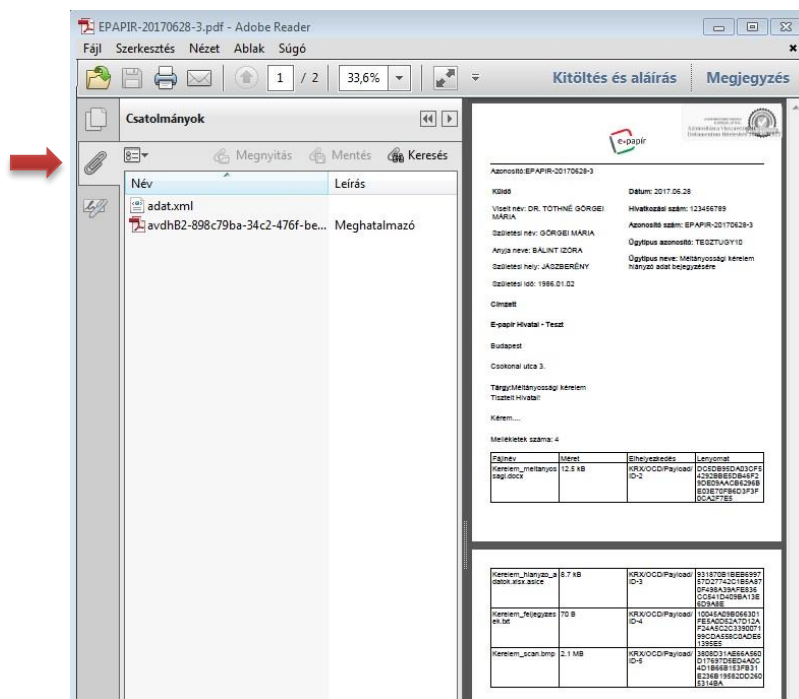 EPAPIR-20170628-3.pdf - Adobe Reader
Fájl Szerkesztés Nézet Ablak Súgó
1 / 2 33,6% Kitöltés és aláírás Megjegyzés
Csatolmányok
Megnyitás Mentés Keresés
Név Leírás
adat.xml
avdhB2-898c79ba-34c2-476f-be... Meghatalmazó
e-papír
Azonosító:EPAPIR-20170628-3
Küldő
Viselt név: DR. TÓTHNÉ GÖRGEI
MÁRIA
Születési név: GÖRGEI MÁRIA
Anyja neve: BÁLINT IZÓRA
Születési hely: JÁSZBERÉNY
Születési idő: 1986.01.02
Dátum: 2017.06.28
Hivatkozási szám: 123456789
Azonosító szám: EPAPIR-20170628-3
Ügytípus azonosító: TESZTUGY10
Ügytípus neve: Méltányossági kérelem
hiányzó adat bejegyzésére
Címzett
E-papír Hivatal - Teszt
Budapest
Csokonai utca 3.
Tárgy:Méltányossági kérelem
Tisztelt Hivatal!
Kérem....
Mellékletek száma: 4
Fájlnév Méret Elhelyezkedés Lenyomat
Kerelem_meltanyos 12.5 kB KRX/OCD/Payload/
sagi.docx ID-2
Kerelem_hianyzo_a 8.7 kB KRX/OCD/Payload/
datok.xlsx.asice ID-3
Kerelem_feljegyzes 70 B KRX/OCD/Payload/
ek.txt ID-4
Kerelem_scan.bmp 2.1 MB KRX/OCD/Payload/
ID-5